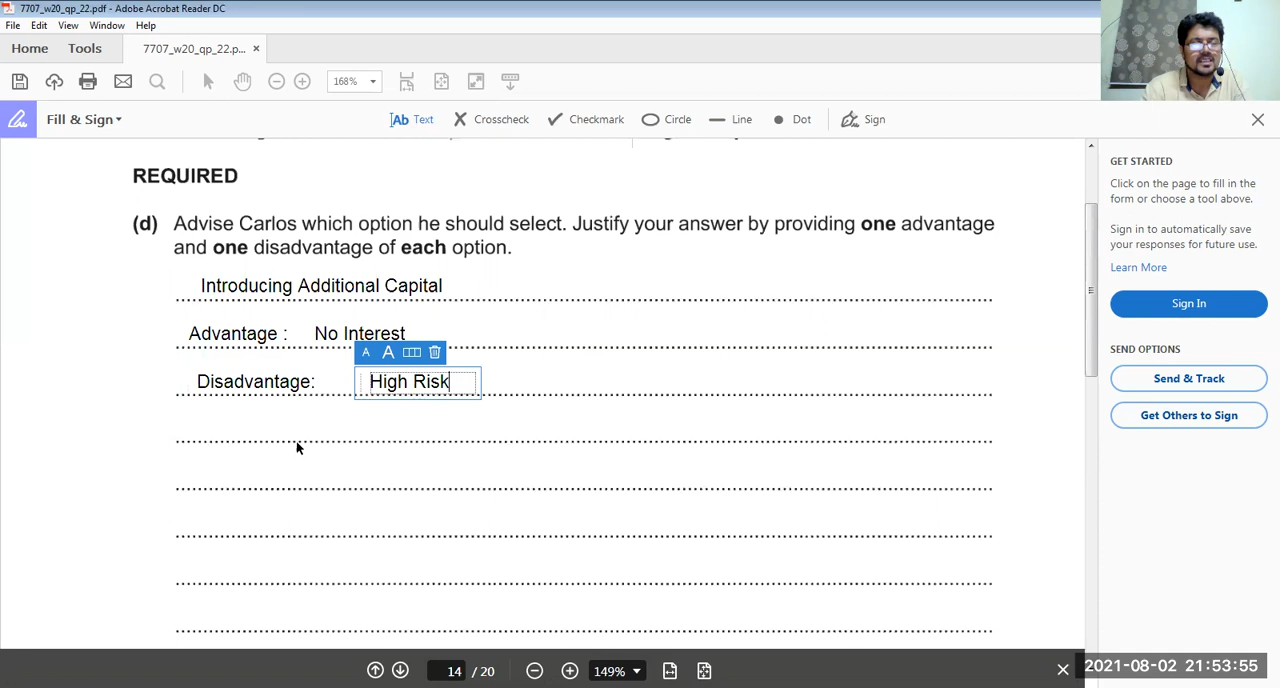 7707_w20_qp_22.pdf - Adobe Acrobat Reader DC
File Edit View Window Help
Home Tools 7707_w20_qp_22.p... ×
168%
Fill & Sign
Ab Text Crosscheck Checkmark Circle Line Dot Sign
REQUIRED
(d) Advise Carlos which option he should select. Justify your answer by providing one advantage
and one disadvantage of each option.
Introducing Additional Capital
Advantage : No Interest
A A
Disadvantage: High Risk
GET STARTED
Click on the page to fill in the
form or choose a tool above.
Sign in to automatically save
your responses for future use.
Learn More
Sign In
SEND OPTIONS
Send & Track
Get Others to Sign
14 / 20 149%
2021-08-02 21:53:55